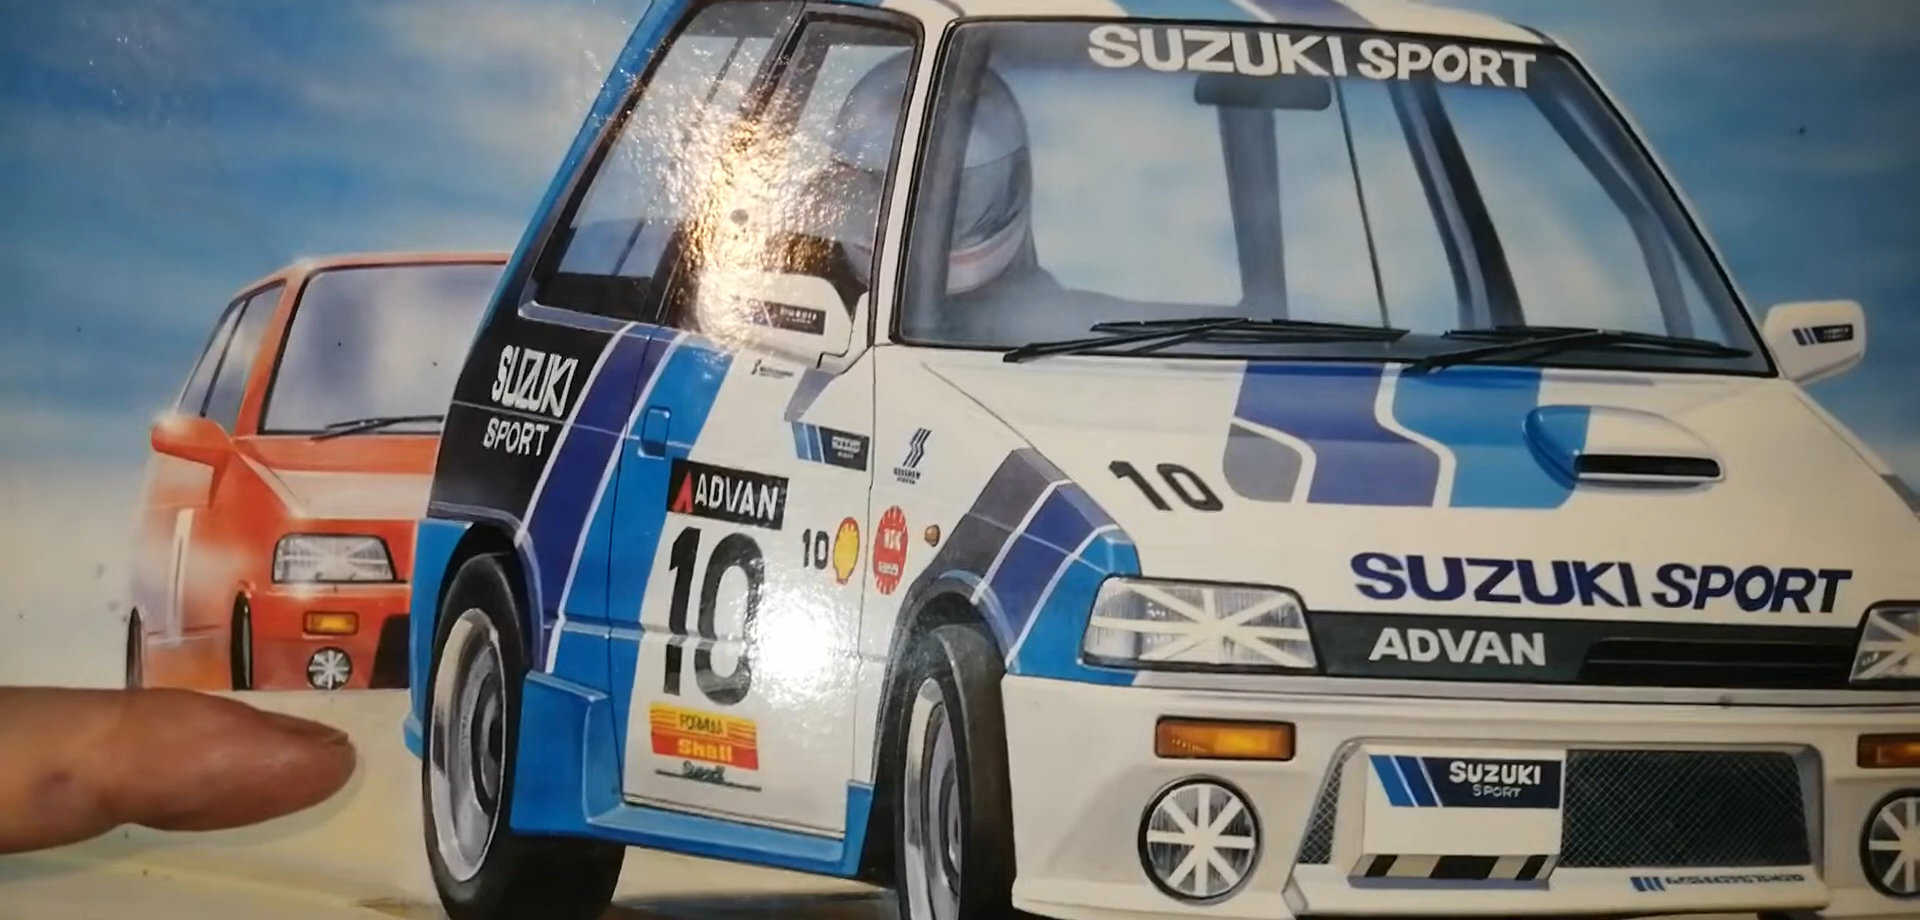 SUZUKI SPORT
SUZUKI
SPORT
ADVAN
10
10
10
SUZUKI SPORT
ADVAN
FORMULA
Shell
SUZUKI
SPORT